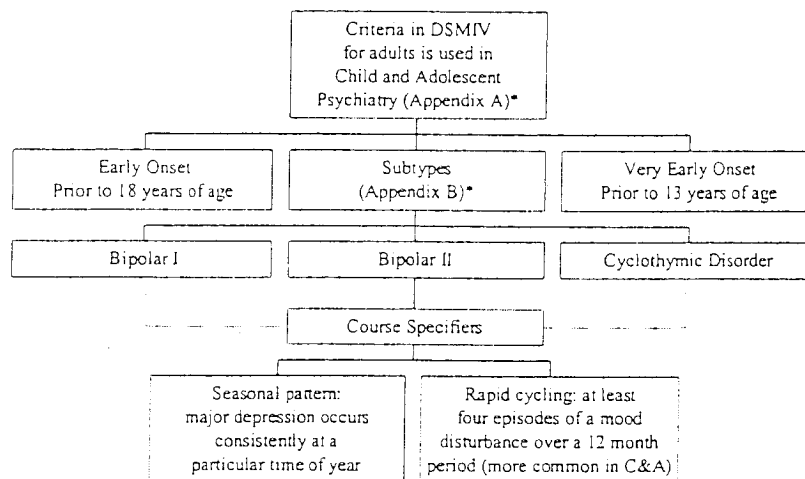 Criteria in DSMIV
for adults is used in
Child and Adolescent
Psychiatry (Appendix A)*
Early Onset
Prior to 18 years of age
Subtypes
(Appendix B)*
Very Early Onset
Prior to 13 years of age
Bipolar I
Bipolar II
Cyclothymic Disorder
Course Specifiers
Seasonal pattern:
major depression occurs
consistently at a
particular time of year
Rapid cycling: at least
four episodes of a mood
disturbance over a 12 month
period (more common in C&A)